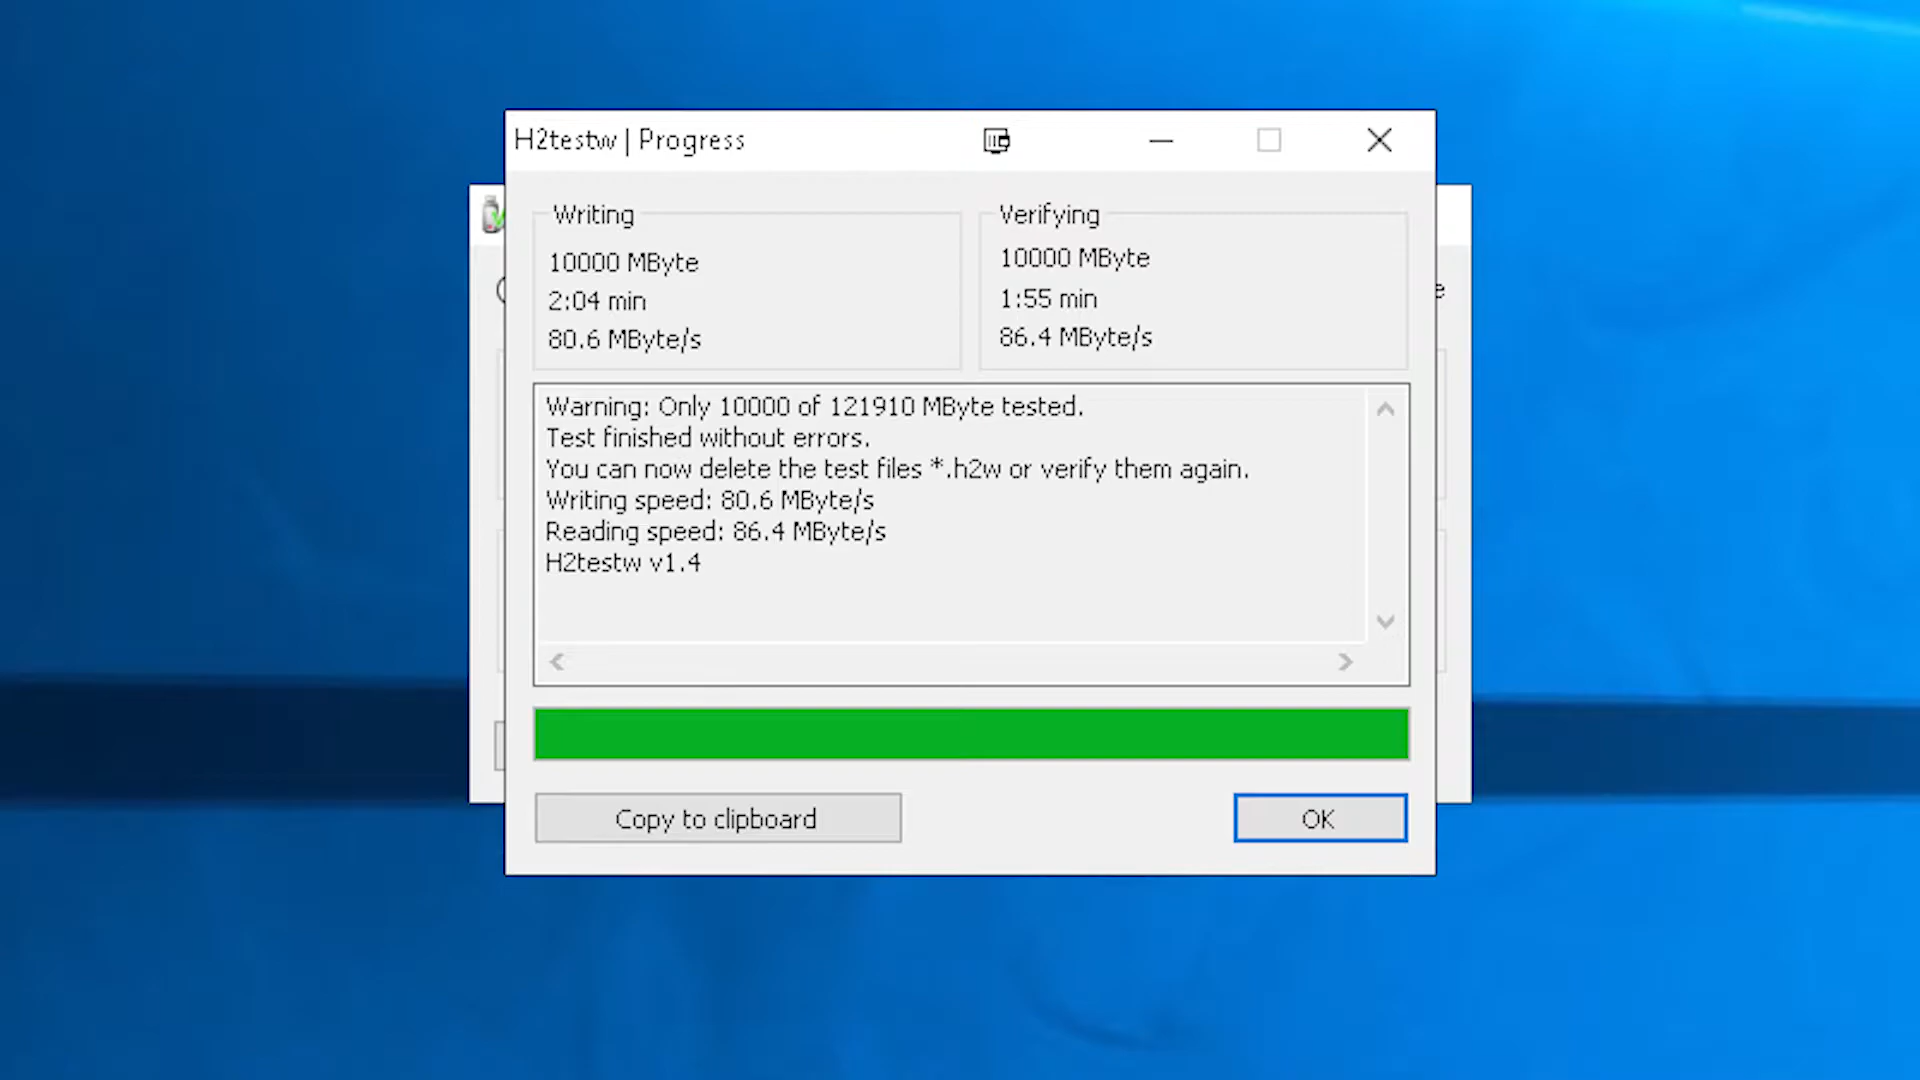 H2testw | Progress
Writing
10000 MByte
2:04 min
80.6 MByte/s
Verifying
10000 MByte
1:55 min
86.4 MByte/s
Warning: Only 10000 of 121910 MByte tested.
Test finished without errors.
You can now delete the test files *.h2w or verify them again.
Writing speed: 80.6 MByte/s
Reading speed: 86.4 MByte/s
H2testw v1.4
Copy to clipboard
OK